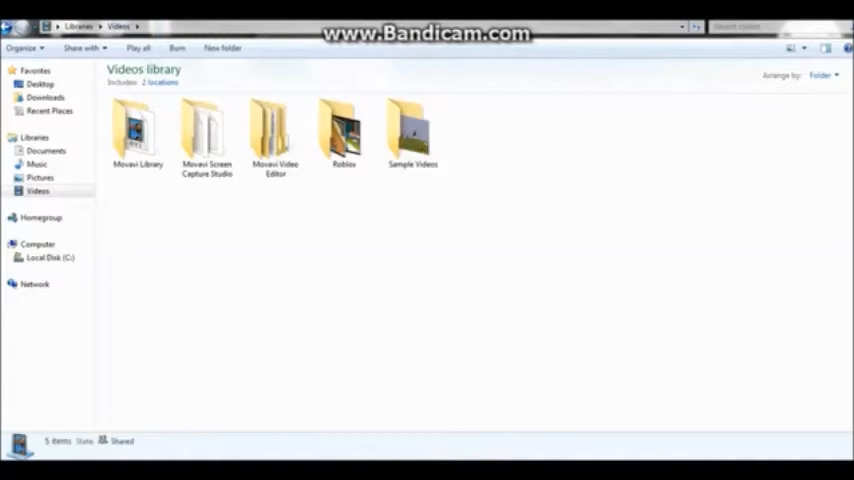 www.Bandicam.com
Libraries Videos
Search Videos
Organize Share with Play all Burn New folder
Favorites
Desktop
Downloads
Recent Places
Libraries
Documents
Music
Pictures
Videos
Homegroup
Computer
Local Disk (C:)
Network
Videos library
Includes: 2 locations
Arrange by: Folder
Movavi Library
Movavi Screen
Capture Studio
Movavi Video
Editor
Roblox
Sample Videos
5 items State: Shared